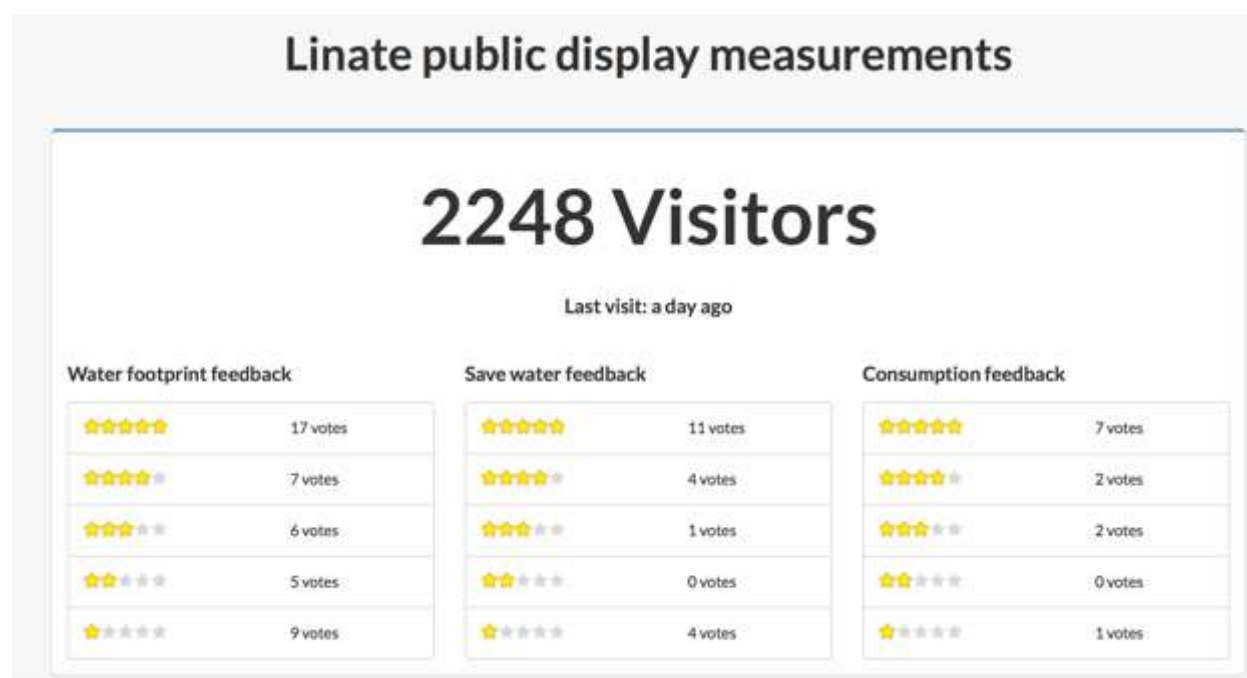 Linate public display measurements
2248 Visitors
Last visit: a day ago
Water footprint feedback
17 votes
7 votes
6 votes
5 votes
9 votes
Save water feedback
11 votes
4 votes
1 votes
0 votes
4 votes
Consumption feedback
7 votes
2 votes
2 votes
0 votes
1 votes